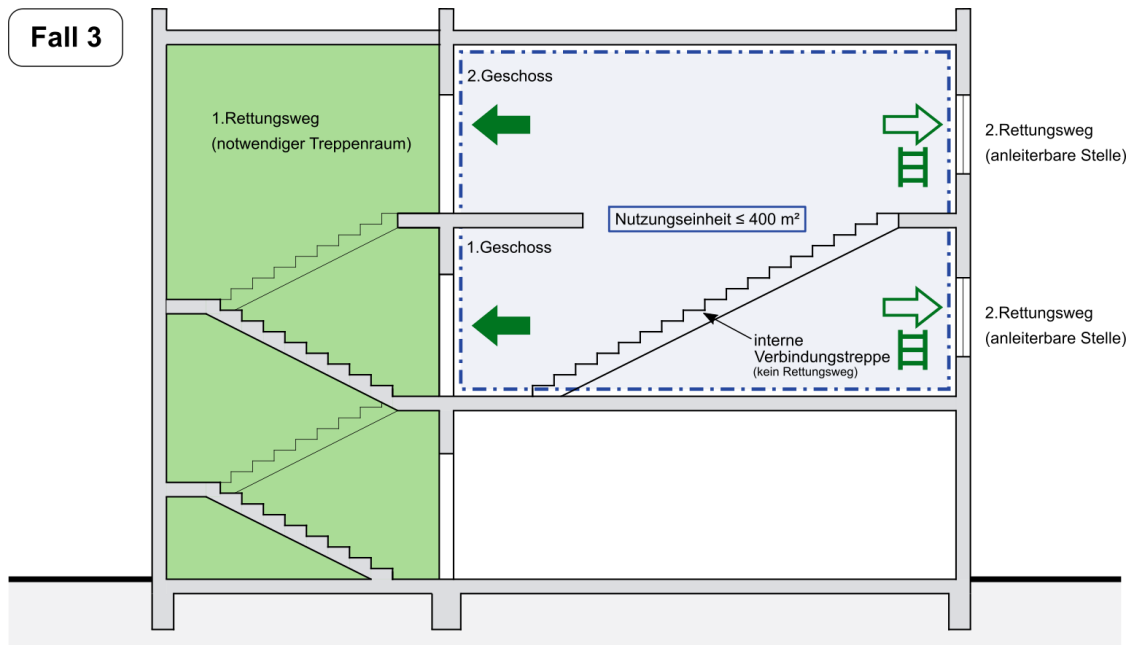 Fall 3
2.Geschoss
1.Rettungsweg
(notwendiger Treppenraum)
2.Rettungsweg
(anleiterbare Stelle)
Nutzungseinheit ≤ 400 m²
1.Geschoss
2.Rettungsweg
(anleiterbare Stelle)
interne
Verbindungstreppe
(kein Rettungsweg)